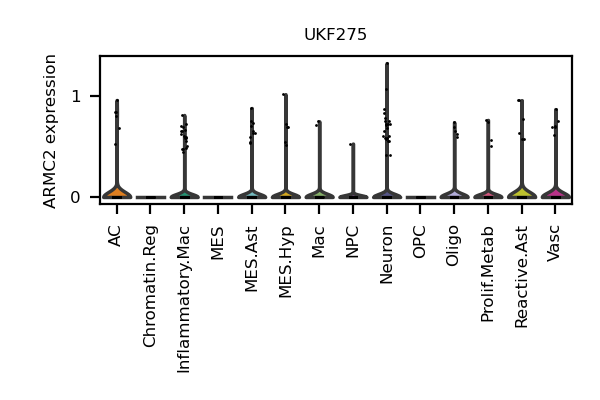 UKF275
ARMC2 expression
1
0
AC
Chromatin.Reg
Inflammatory.Mac
MES
MES.Ast
MES.Hyp
Mac
NPC
Neuron
OPC
Oligo
Prolif.Metab
Reactive.Ast
Vasc